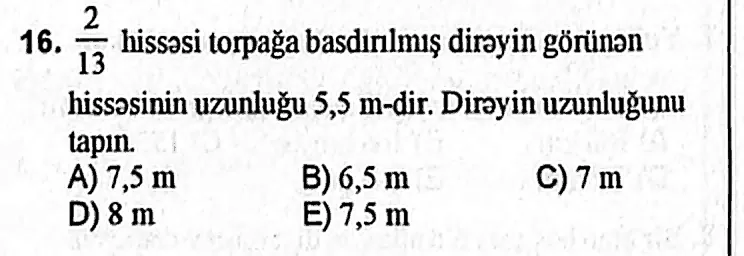 16. 2/13 hissəsi torpağa basdırılmış dirəyin görünən
hissəsinin uzunluğu 5,5 m-dir. Dirəyin uzunluğunu
tapın.
A) 7,5 m B) 6,5 m C) 7 m
D) 8 m E) 7,5 m